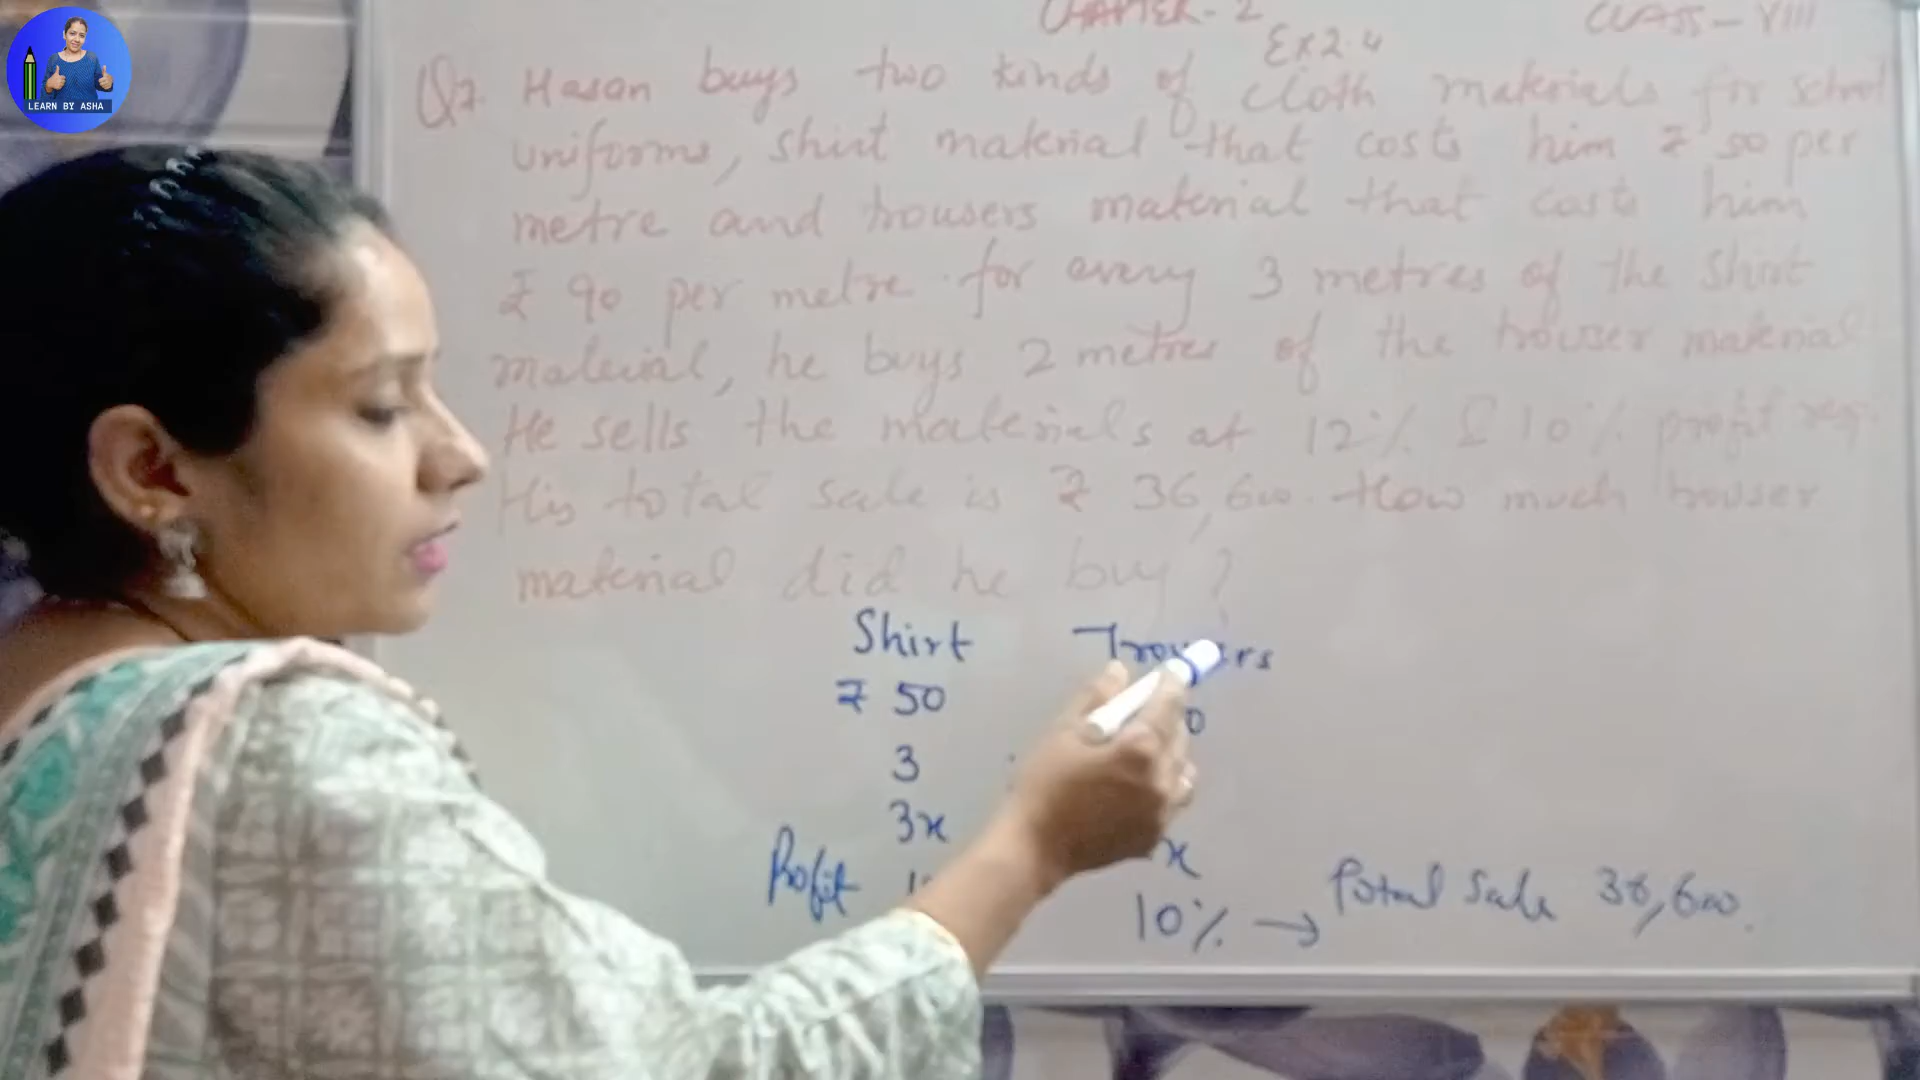 LEARN BY ASHA
CHAPTER-2
CLASS-VIII
Ex2.4
Q7. Hasan buys two kinds of cloth materials for school
uniforms, shirt material that costs him ₹ 50 per
metre and trousers material that costs him
₹ 90 per metre. for every 3 metres of the shirt
material, he buys 2 metres of the trouser material
He sells the materials at 12% & 10% profit resp.
His total sale is ₹ 36,600. How much trouser
material did he buy?
Shirt
₹ 50 0
3
3x x
Profit 10% → Total Sale 36,600.